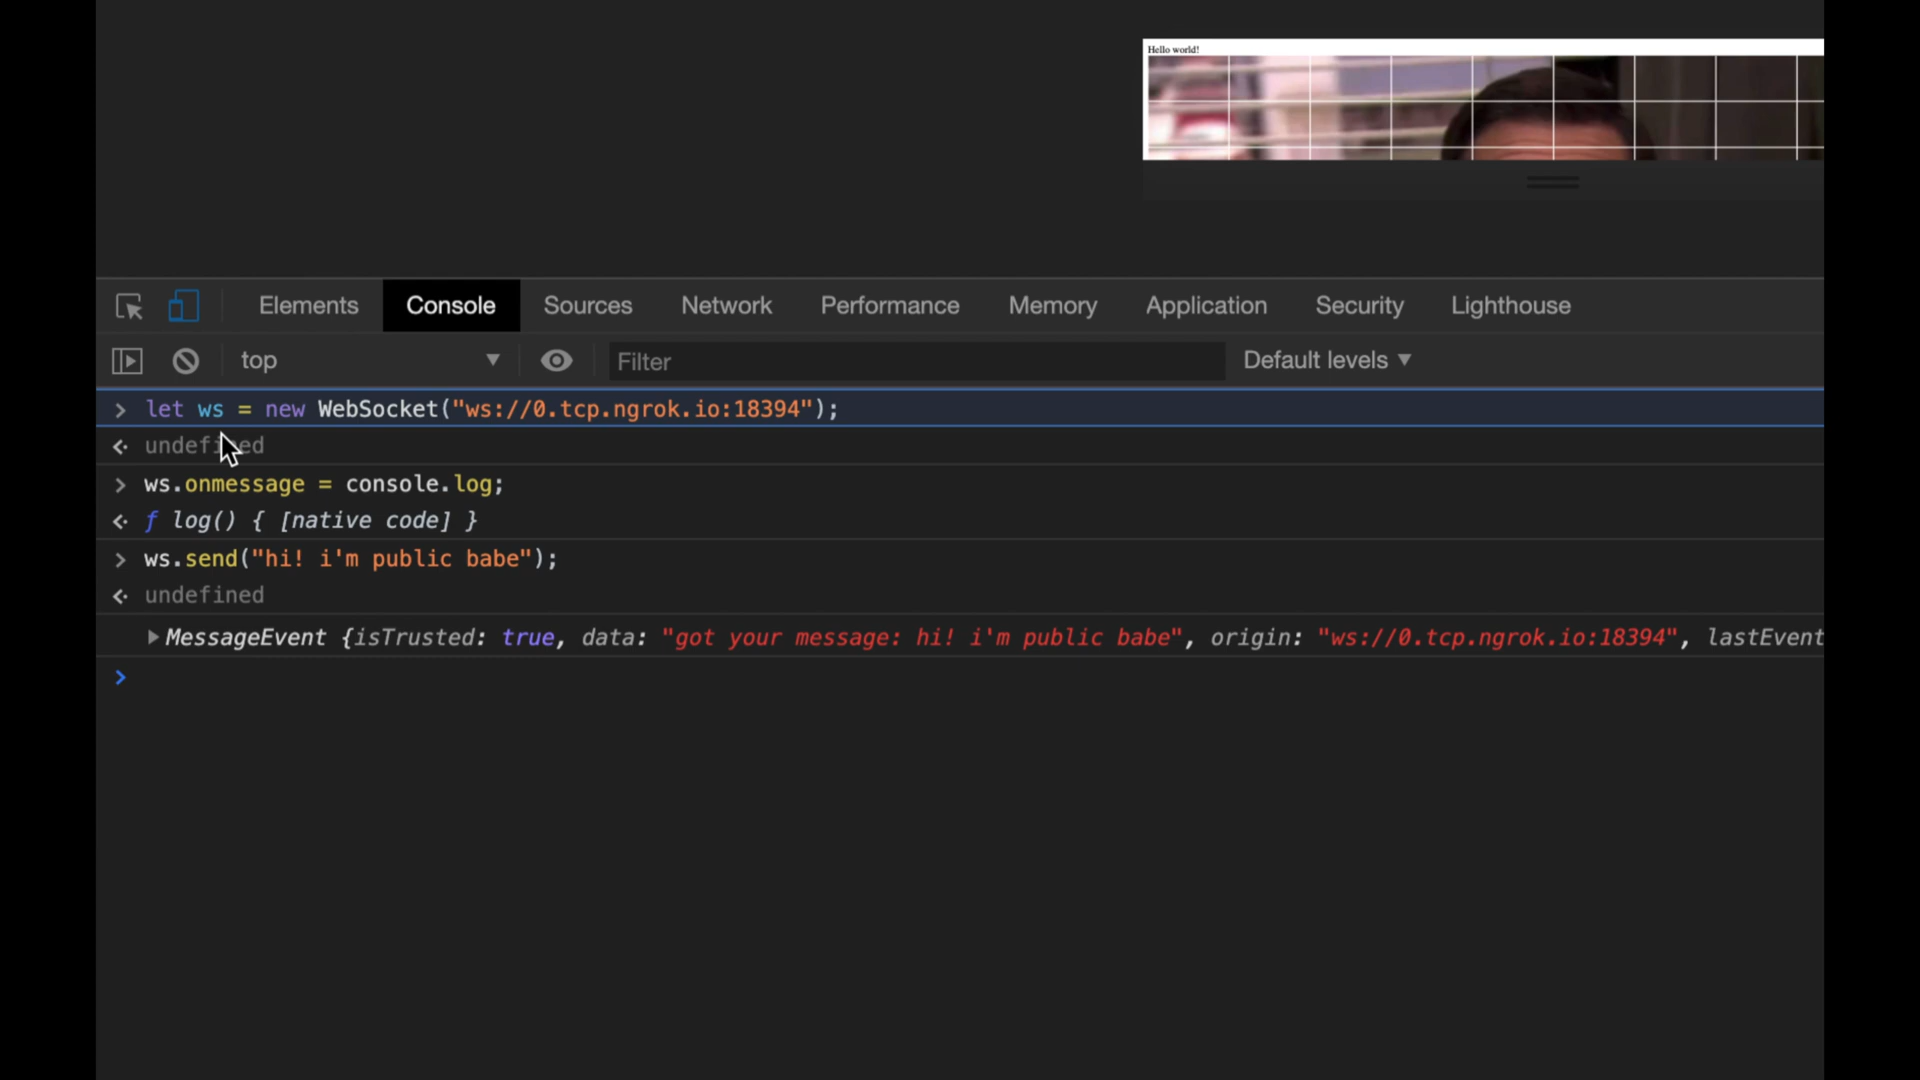 Hello world!
Elements Console Sources Network Performance Memory Application Security Lighthouse
top Filter Default levels
let ws = new WebSocket("ws://0.tcp.ngrok.io:18394");
undefined
ws.onmessage = console.log;
ƒ log() { [native code] }
ws.send("hi! i'm public babe");
undefined
MessageEvent {isTrusted: true, data: "got your message: hi! i'm public babe", origin: "ws://0.tcp.ngrok.io:18394", lastEvent